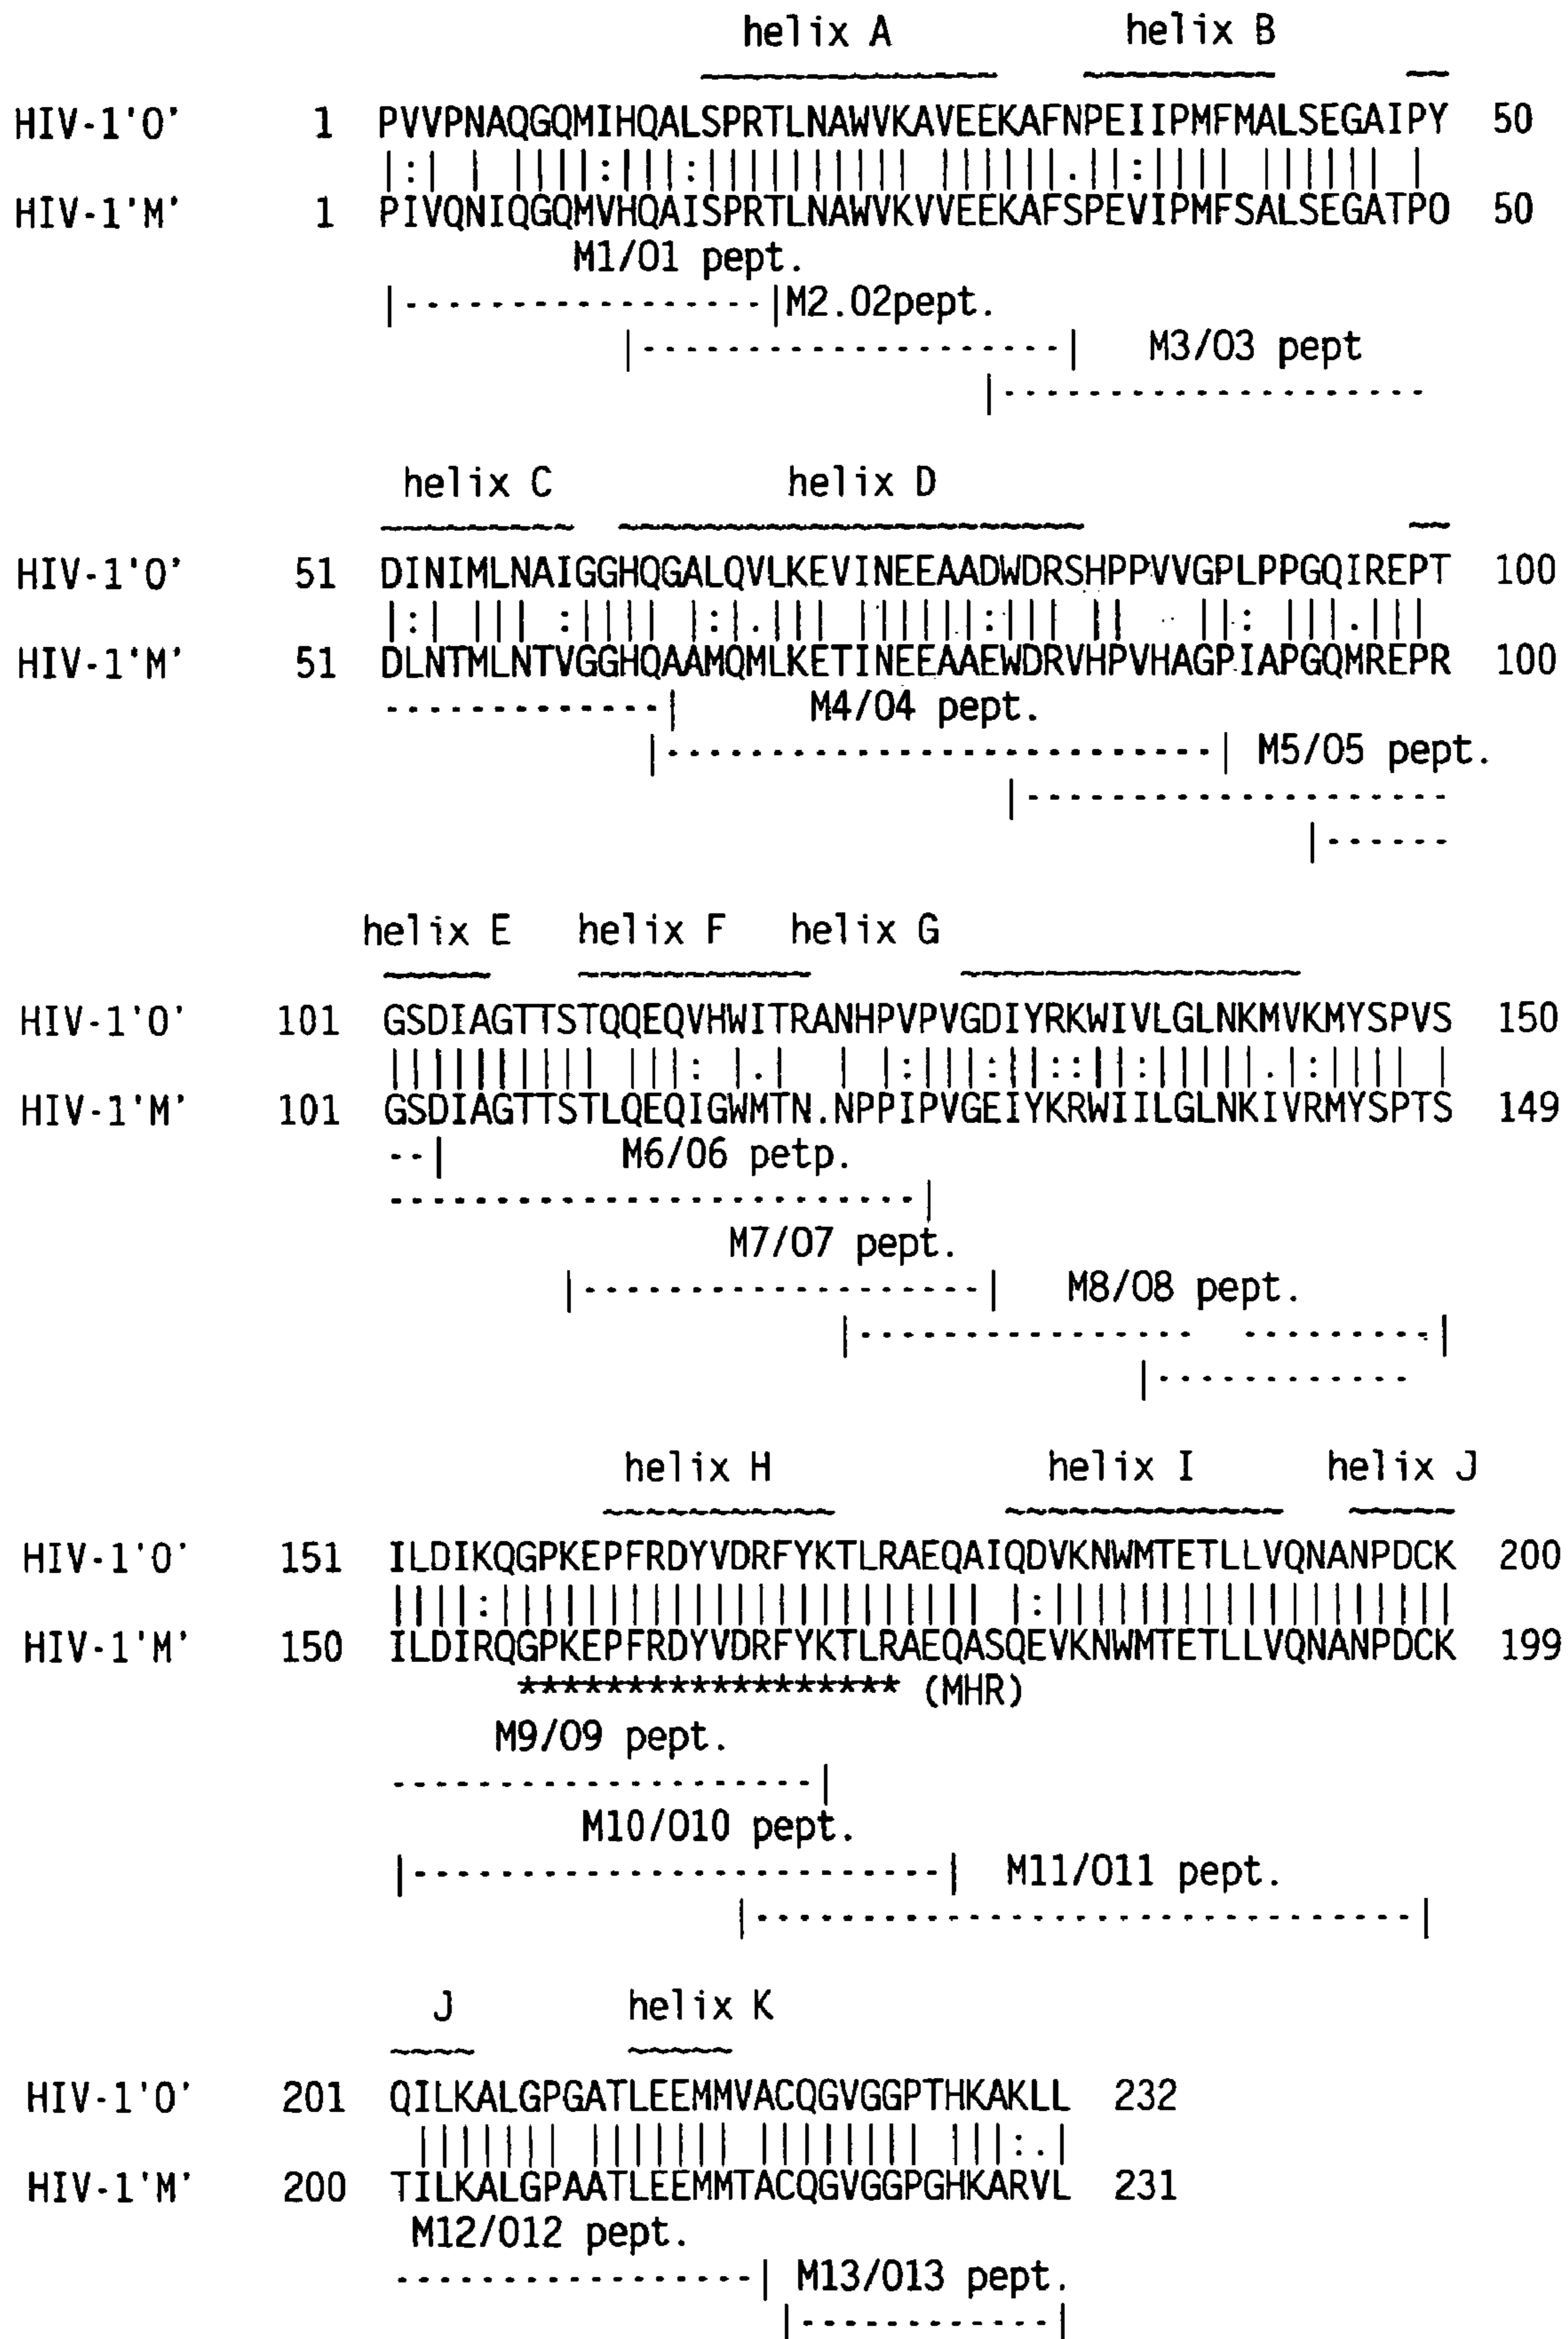 helix A helix B
HIV-1'O' 1 PVVPNAQGQMIHQALSPRTLNAWVKAVEEKAFNPEIIPMFMALSEGAIPY 50
|:| | ||||:|||:|||||||||| ||||||.||:|||| |||||| |
HIV-1'M' 1 PIVQNIQGQMVHQAISPRTLNAWVKVVEEKAFSPEVIPMFSALSEGATPO 50
M1/O1 pept.
|-----------------|M2.O2pept.
|--------------------| M3/O3 pept
|--------------------
helix C helix D
HIV-1'O' 51 DINIMLNAIGGHQGALQVLKEVINEEAADWDRSHPPVVGPLPPGQIREPT 100
|:| ||| :|||| |:|.||| ||||||:||| || ||: |||.|||
HIV-1'M' 51 DLNTMLNTVGGHQAAMQMLKETINEEAAEWDRVHPVHAGPIAPGQMREPR 100
-------------| M4/O4 pept.
|--------------------------| M5/O5 pept.
|--------------------
|------
helix E helix F helix G
HIV-1'O' 101 GSDIAGTTSTQQEQVHWITRANHPVPVGDIYRKWIVLGLNKMVKMYSPVS 150
|||||||||| |||: |.| | |:|||:||::||:|||||.|:|||| |
HIV-1'M' 101 GSDIAGTTSTLQEQIGWMTN.NPPIPVGEIYKRWIILGLNKIVRMYSPTS 149
--| M6/O6 petp.
-------------------------|
M7/O7 pept.
|-------------------| M8/O8 pept.
|---------------- ---------|
|------------
helix H helix I helix J
HIV-1'O' 151 ILDIKQGPKEPFRDYVDRFYKTLRAEQAIQDVKNWMTETLLVQNANPDCK 200
||||:||||||||||||||||||||||| |:|||||||||||||||||||
HIV-1'M' 150 ILDIRQGPKEPFRDYVDRFYKTLRAEQASQEVKNWMTETLLVQNANPDCK 199
****************** (MHR)
M9/O9 pept.
--------------------|
M10/O10 pept.
|-------------------------| M11/O11 pept.
|-------------------------------|
J helix K
HIV-1'O' 201 QILKALGPGATLEEMMVACQGVGGPTHKAKLL 232
||||||| ||||||| |||||||| |||:.|
HIV-1'M' 200 TILKALGPAATLEEMMTACQGVGGPGHKARVL 231
M12/O12 pept.
-----------------| M13/O13 pept.
|------------|